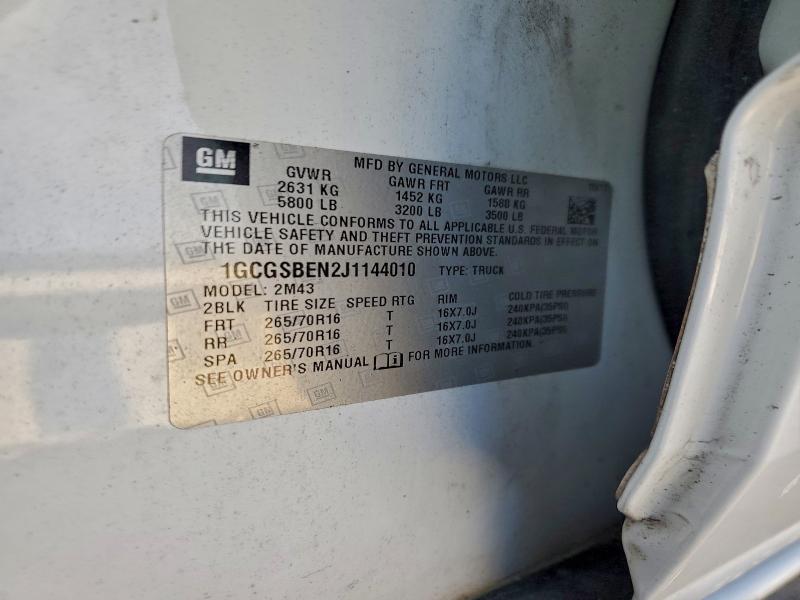 GM
MFD BY GENERAL MOTORS LLC
GVWR GAWR FRT GAWR RR
2631 KG 1452 KG 1588 KG
5800 LB 3200 LB 3500 LB
THIS VEHICLE CONFORMS TO ALL APPLICABLE U.S. FEDERAL MOTOR
VEHICLE SAFETY AND THEFT PREVENTION STANDARDS IN EFFECT ON
THE DATE OF MANUFACTURE SHOWN ABOVE.
1GCGSBEN2J1144010 TYPE: TRUCK
MODEL: 2M43
2BLK TIRE SIZE SPEED RTG RIM COLD TIRE PRESSURE
FRT 265/70R16 T 16X7.0J 240KPA(35PSI)
RR 265/70R16 T 16X7.0J 240KPA(35PSI)
SPA 265/70R16 T 16X7.0J 240KPA(35PSI)
SEE OWNER'S MANUAL FOR MORE INFORMATION.